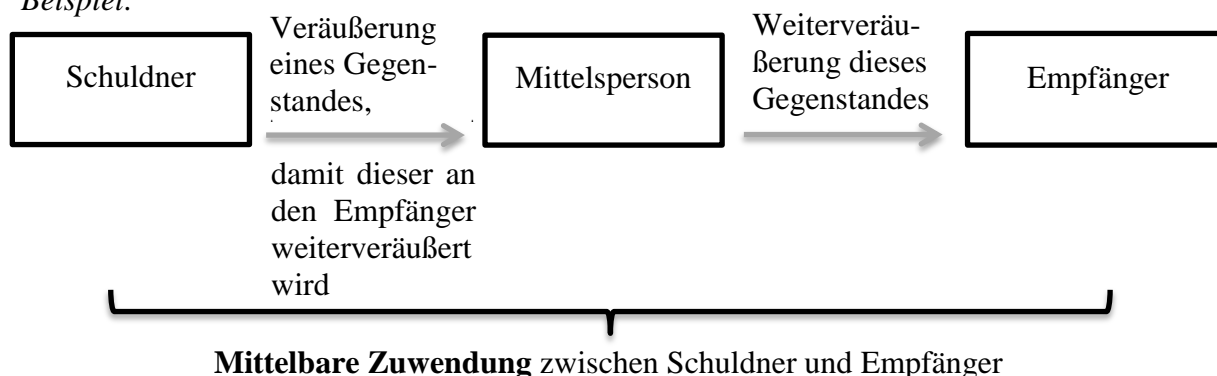 Beispiel:
Schuldner
Veräußerung
eines Gegen-
standes,
damit dieser an
den Empfänger
weiterveräußert
wird
Mittelsperson
Weiterveräu-
ßerung dieses
Gegenstandes
Empfänger
Mittelbare Zuwendung zwischen Schuldner und Empfänger